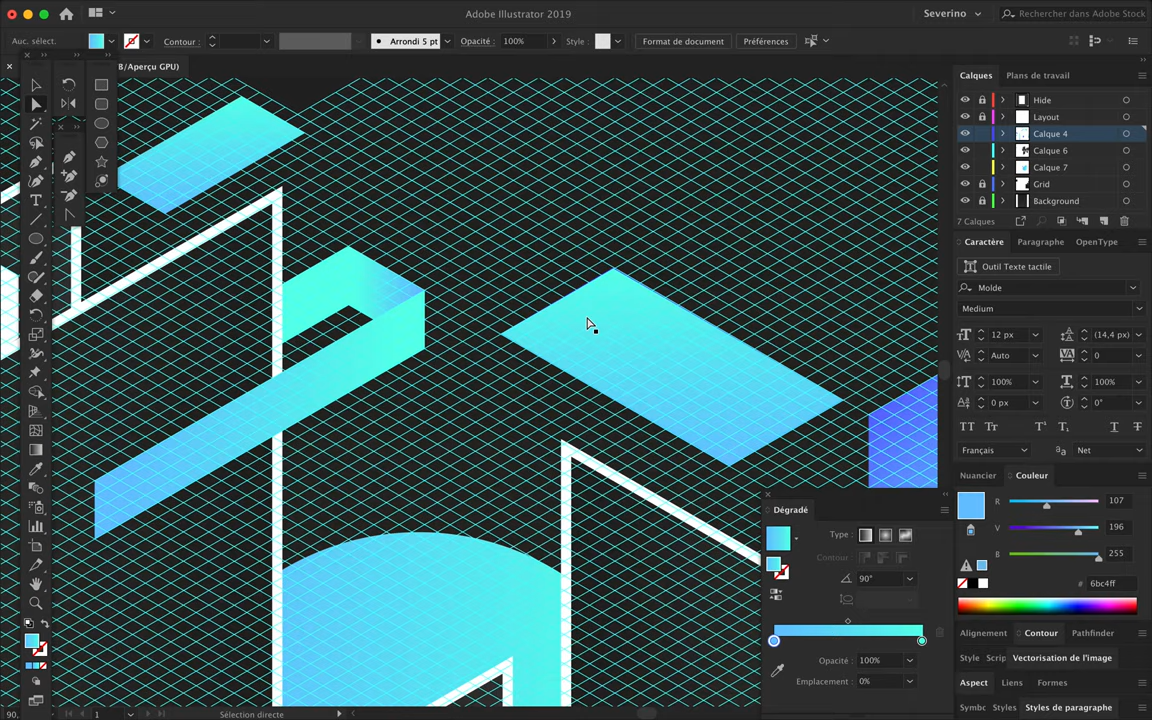 Adobe Illustrator 2019
Severino
Rechercher dans Adobe Stock
Auc. sélect.
Contour :
Arrondi 5 pt
Opacité :
100%
Style :
Format de document
Préférences
B/Aperçu GPU)
Calques
Plans de travail
Hide
Layout
Calque 4
Calque 6
Calque 7
Grid
Background
7 Calques
Caractère
Paragraphe
OpenType
Outil Texte tactile
Molde
Medium
12 px
(14,4 px)
Auto
0
100%
100%
0 px
0°
Français
Net
Nuancier
Couleur
R
107
V
196
B
255
#
6bc4ff
Alignement
Contour
Pathfinder
Style
Scrip
Vectorisation de l'image
Aspect
Liens
Formes
Symbc
Styles
Styles de paragraphe
Dégradé
Type :
Contour :
90°
Opacité :
100%
Emplacement :
0%
90,
1
Sélection directe